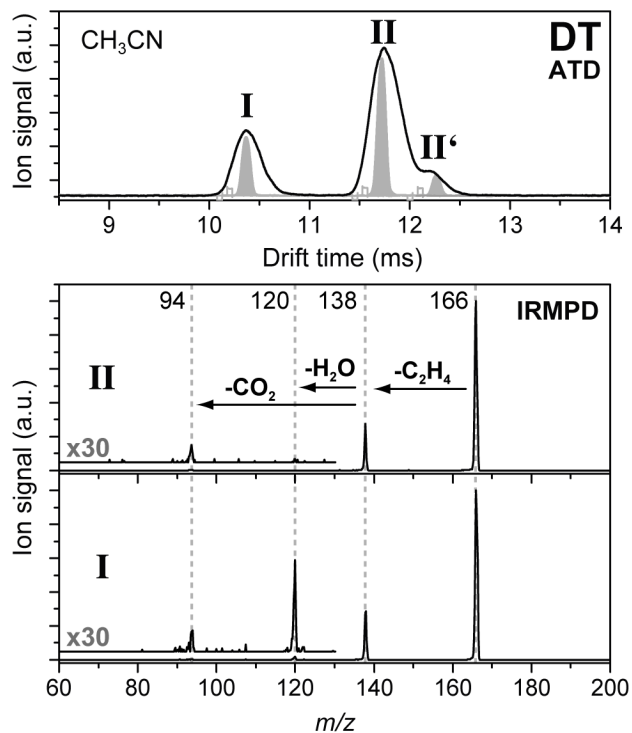 CH₃CN
I
II
II‘
DT
ATD
Ion signal (a.u.)
9 10 11 12 13 14
Drift time (ms)
94 120 138 166 IRMPD
II
-CO₂ -H₂O -C₂H₄
x30
Ion signal (a.u.)
I
x30
60 80 100 120 140 160 180 200
m/z